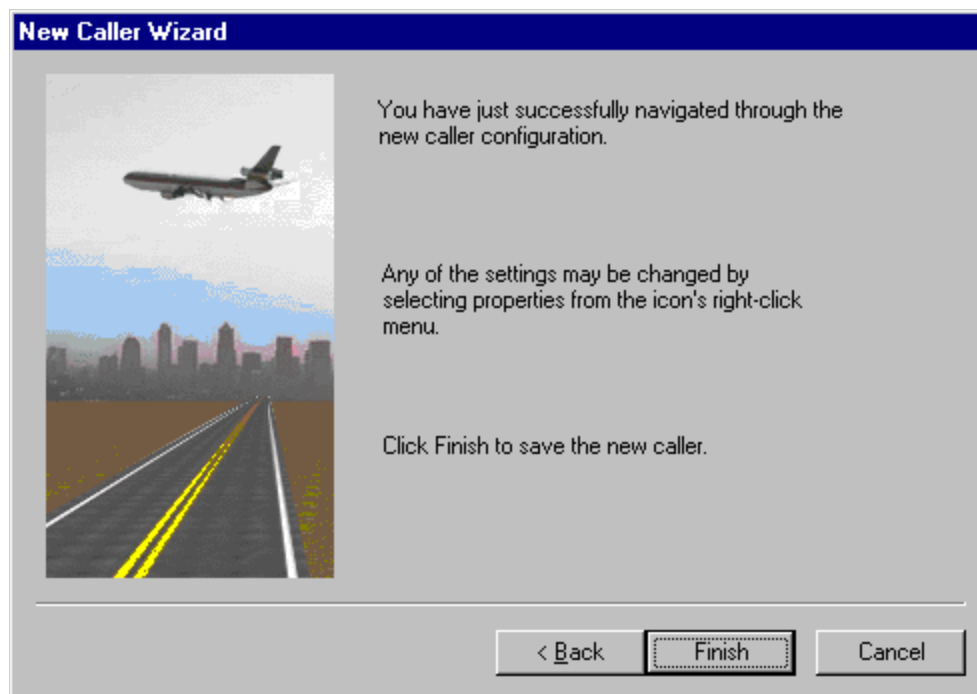 New Caller Wizard
You have just successfully navigated through the
new caller configuration.
Any of the settings may be changed by
selecting properties from the icon's right-click
menu.
Click Finish to save the new caller.
< Back
Finish
Cancel